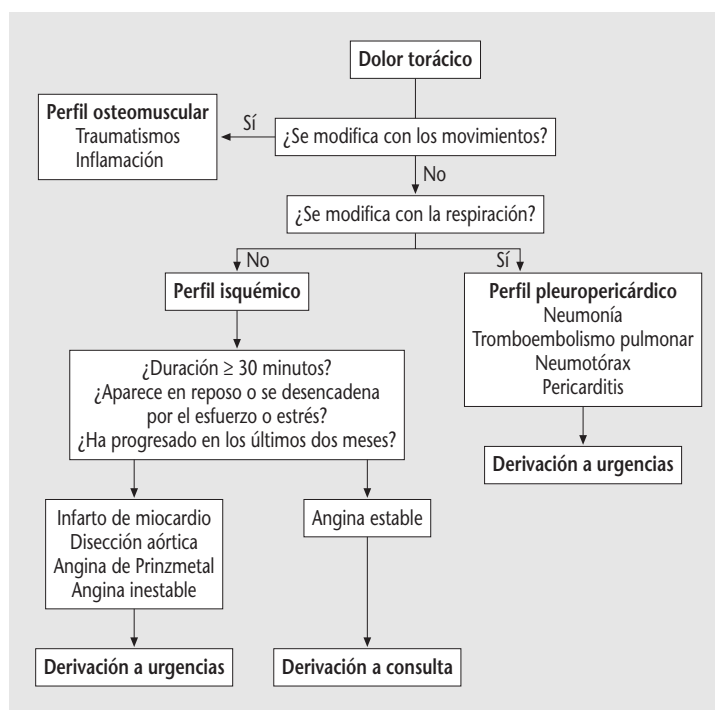 Dolor torácico
Perfil osteomuscular
Traumatismos
Inflamación
Sí
¿Se modifica con los movimientos?
No
¿Se modifica con la respiración?
No
Sí
Perfil isquémico
Perfil pleuropericárdico
Neumonía
Tromboembolismo pulmonar
Neumotórax
Pericarditis
¿Duración ≥ 30 minutos?
¿Aparece en reposo o se desencadena
por el esfuerzo o estrés?
¿Ha progresado en los últimos dos meses?
Derivación a urgencias
Infarto de miocardio
Disección aórtica
Angina de Prinzmetal
Angina inestable
Angina estable
Derivación a urgencias
Derivación a consulta